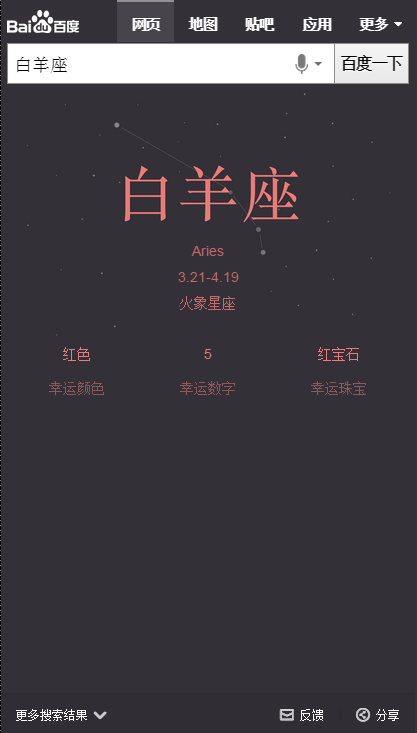 Bai百度 网页 地图 贴吧 应用 更多
白羊座 百度一下
白羊座
Aries
3.21-4.19
火象星座
红色 5 红宝石
幸运颜色 幸运数字 幸运珠宝
更多搜索结果 反馈 分享